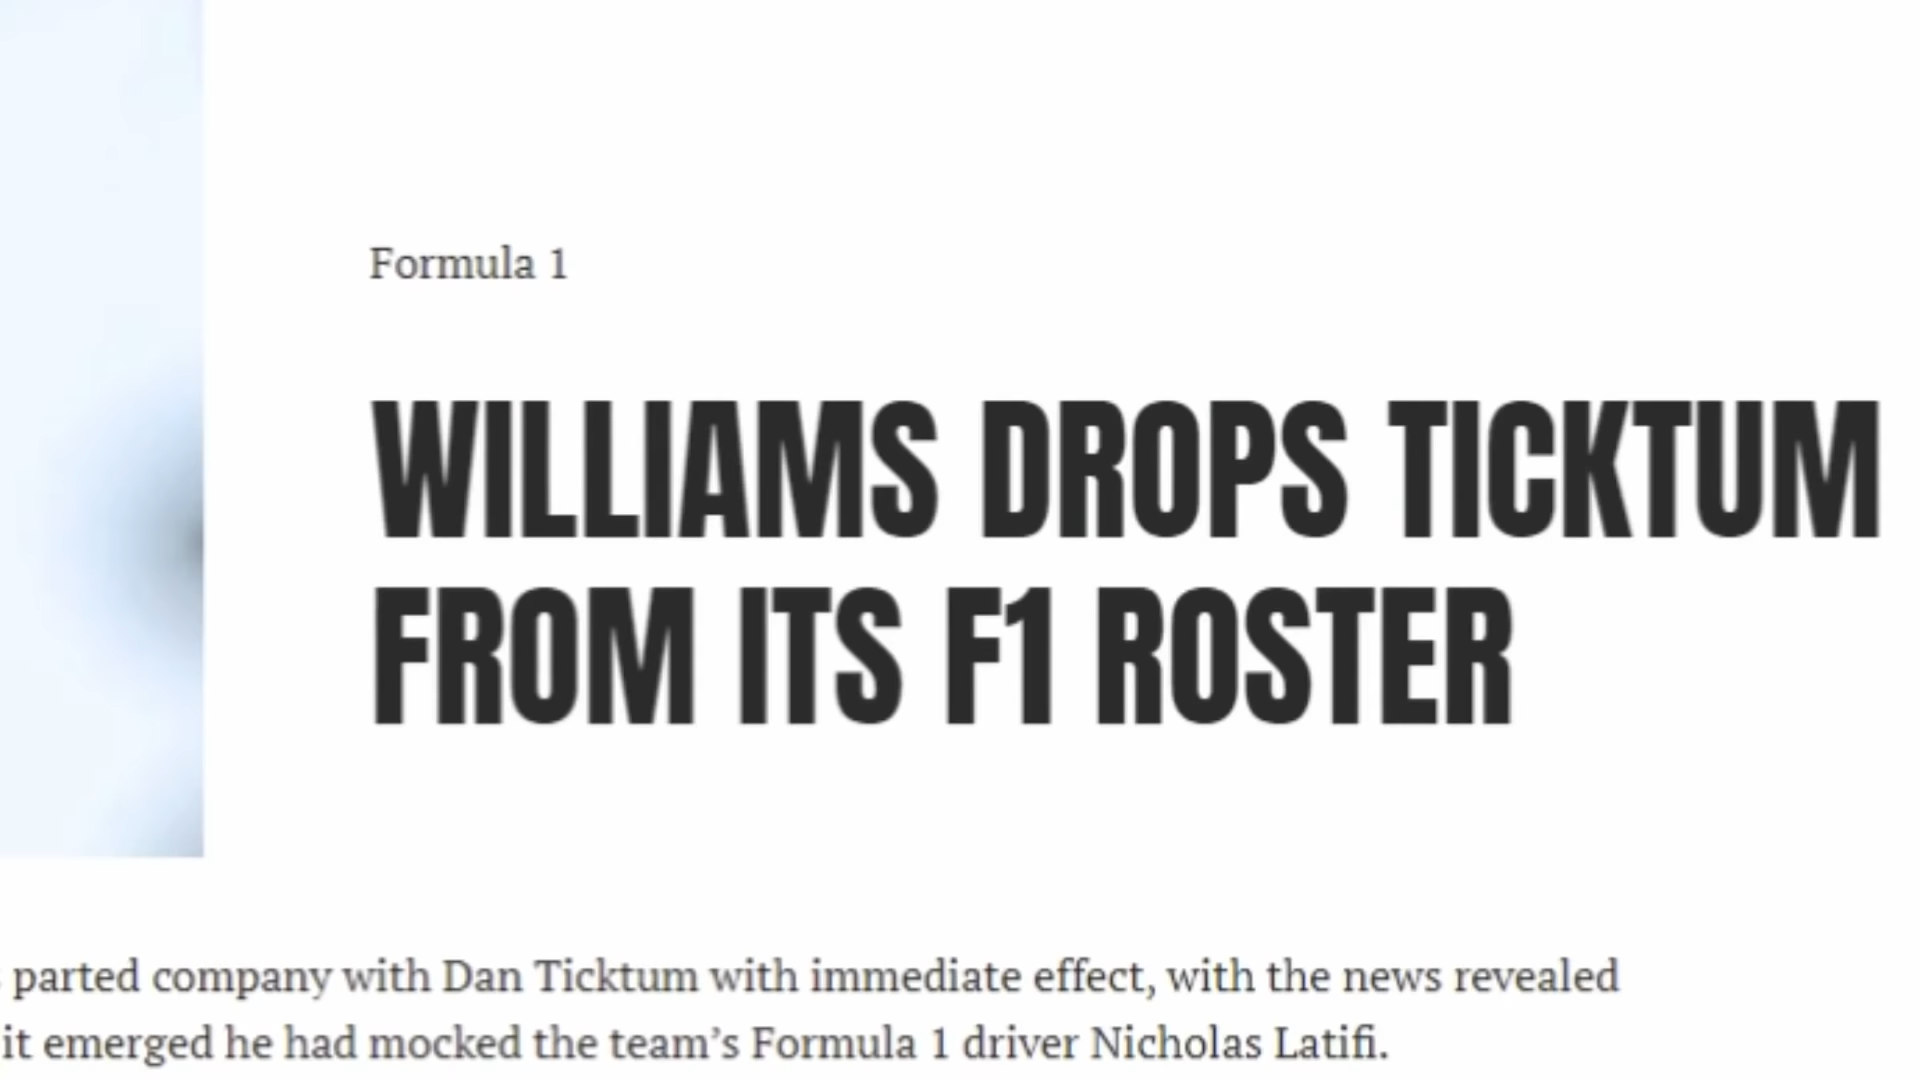 Formula 1
WILLIAMS DROPS TICKTUM
FROM ITS F1 ROSTER
parted company with Dan Ticktum with immediate effect, with the news revealed
it emerged he had mocked the team’s Formula 1 driver Nicholas Latifi.